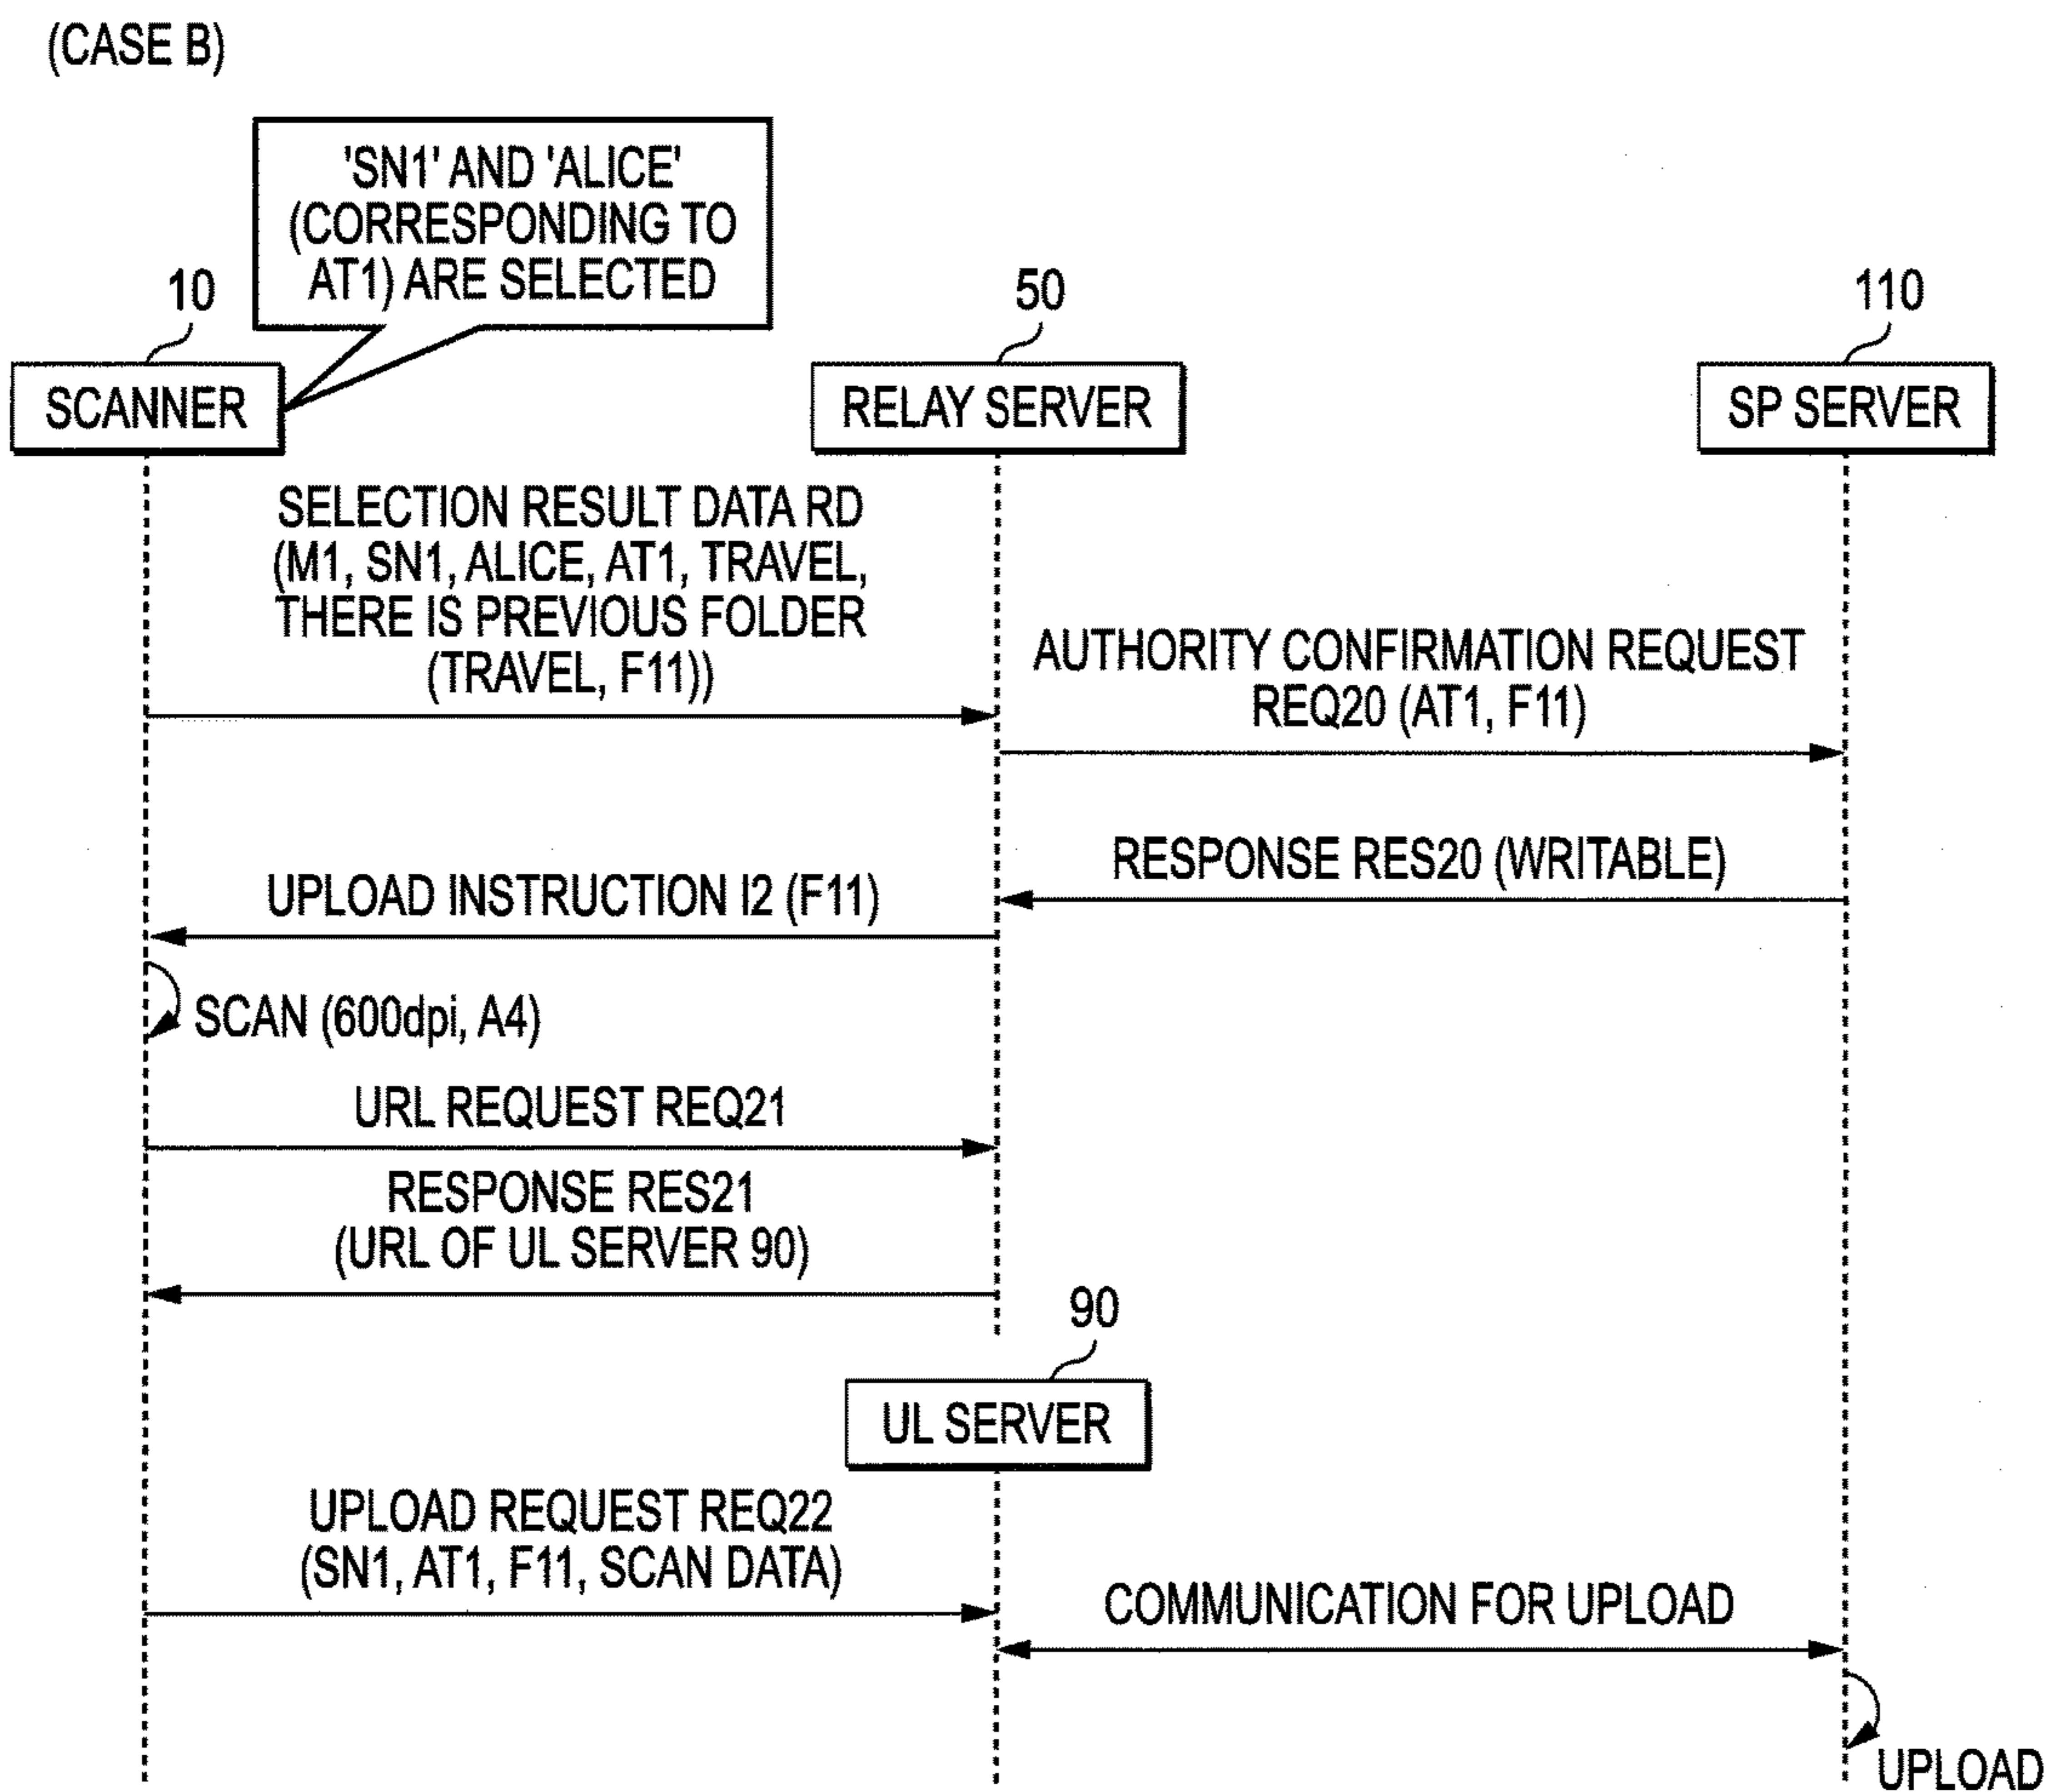 (CASE B)
'SN1' AND 'ALICE'
(CORRESPONDING TO
AT1) ARE SELECTED
10
50
110
SCANNER
RELAY SERVER
SP SERVER
SELECTION RESULT DATA RD
(M1, SN1, ALICE, AT1, TRAVEL,
THERE IS PREVIOUS FOLDER
(TRAVEL, F11))
AUTHORITY CONFIRMATION REQUEST
REQ20 (AT1, F11)
RESPONSE RES20 (WRITABLE)
UPLOAD INSTRUCTION I2 (F11)
SCAN (600dpi, A4)
URL REQUEST REQ21
RESPONSE RES21
(URL OF UL SERVER 90)
90
UL SERVER
UPLOAD REQUEST REQ22
(SN1, AT1, F11, SCAN DATA)
COMMUNICATION FOR UPLOAD
UPLOAD